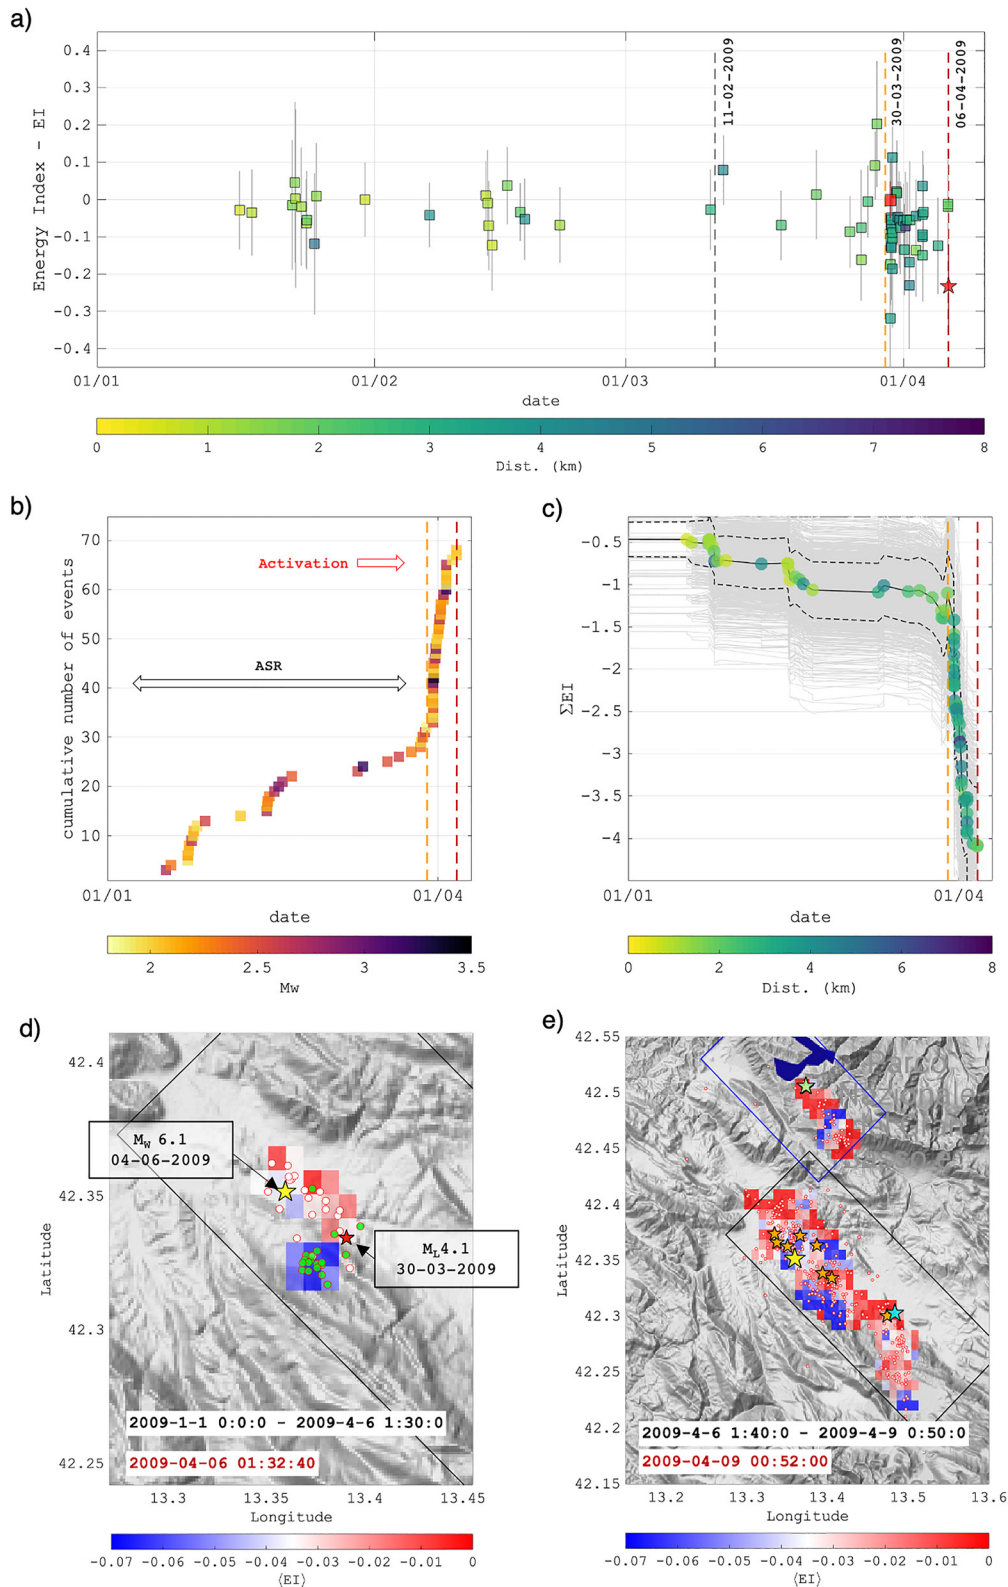 a)
0.4
0.3
0.2
0.1
0
-0.1
-0.2
-0.3
-0.4
Energy Index - EI
11-02-2009
30-03-2009
06-04-2009
01/01
01/02
01/03
01/04
date
0 1 2 3 4 5 6 7 8
Dist. (km)
b)
70
60
50
40
30
20
10
cumulative number of events
Activation
ASR
01/01
01/04
date
2 2.5 3 3.5
Mw
c)
-0.5
-1
-1.5
-2
-2.5
-3
-3.5
-4
ΣEI
01/01
01/04
date
0 2 4 6 8
Dist. (km)
d)
42.4
42.35
42.3
42.25
Latitude
Mw 6.1
04-06-2009
ML4.1
30-03-2009
2009-1-1 0:0:0 - 2009-4-6 1:30:0
2009-04-06 01:32:40
13.3 13.35 13.4 13.45
Longitude
-0.07 -0.06 -0.05 -0.04 -0.03 -0.02 -0.01 0
⟨EI⟩
e)
42.55
42.5
42.45
42.4
42.35
42.3
42.25
42.2
42.15
Latitude
2009-4-6 1:40:0 - 2009-4-9 0:50:0
2009-04-09 00:52:00
13.2 13.3 13.4 13.5 13.6
Longitude
-0.07 -0.06 -0.05 -0.04 -0.03 -0.02 -0.01 0
⟨EI⟩